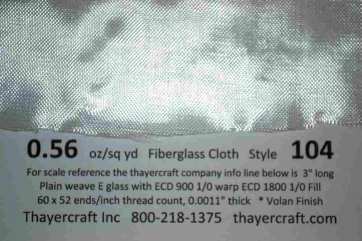 0.56 oz/sq yd Fiberglass Cloth Style 104
For scale reference the thayercraft company info line below is 3" long
Plain weave E glass with ECD 900 1/0 warp ECD 1800 1/0 Fill
60 x 52 ends/inch thread count, 0.0011" thick * Volan Finish
Thayercraft Inc 800-218-1375 thayercraft.com